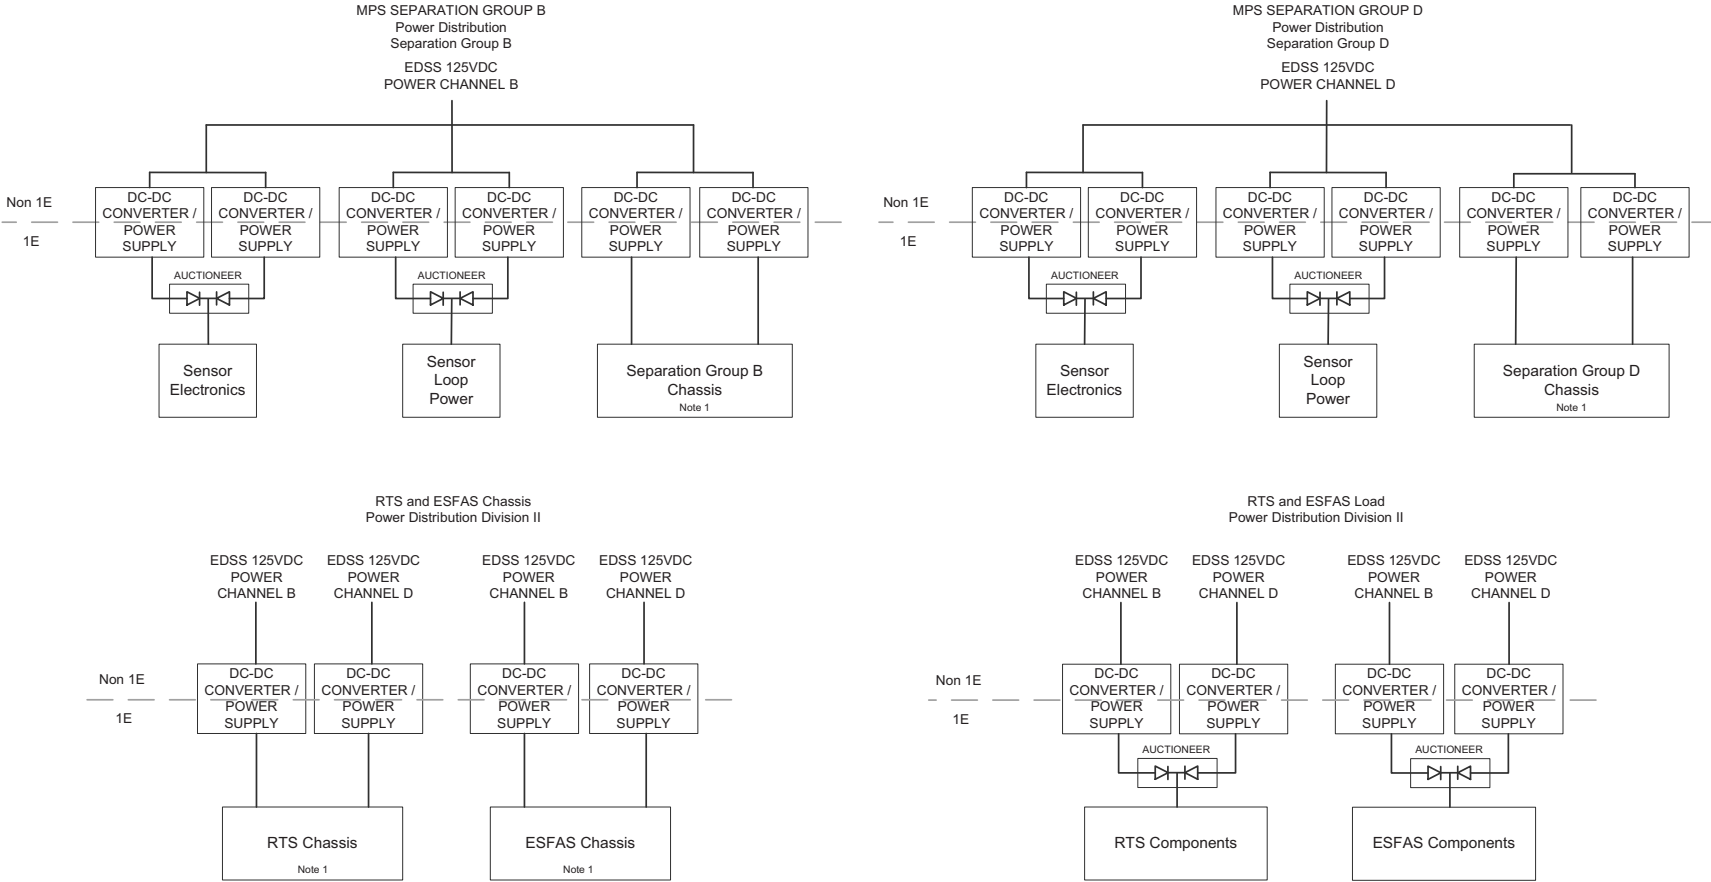 MPS SEPARATION GROUP B
Power Distribution
Separation Group B
EDSS 125VDC
POWER CHANNEL B
Non 1E
1E
DC-DC
CONVERTER /
POWER
SUPPLY
DC-DC
CONVERTER /
POWER
SUPPLY
DC-DC
CONVERTER /
POWER
SUPPLY
DC-DC
CONVERTER /
POWER
SUPPLY
DC-DC
CONVERTER /
POWER
SUPPLY
DC-DC
CONVERTER /
POWER
SUPPLY
AUCTIONEER
AUCTIONEER
Sensor
Electronics
Sensor
Loop
Power
Separation Group B
Chassis
Note 1
MPS SEPARATION GROUP D
Power Distribution
Separation Group D
EDSS 125VDC
POWER CHANNEL D
Non 1E
1E
DC-DC
CONVERTER /
POWER
SUPPLY
DC-DC
CONVERTER /
POWER
SUPPLY
DC-DC
CONVERTER /
POWER
SUPPLY
DC-DC
CONVERTER /
POWER
SUPPLY
DC-DC
CONVERTER /
POWER
SUPPLY
DC-DC
CONVERTER /
POWER
SUPPLY
AUCTIONEER
AUCTIONEER
Sensor
Electronics
Sensor
Loop
Power
Separation Group D
Chassis
Note 1
RTS and ESFAS Chassis
Power Distribution Division II
EDSS 125VDC
POWER
CHANNEL B
EDSS 125VDC
POWER
CHANNEL D
EDSS 125VDC
POWER
CHANNEL B
EDSS 125VDC
POWER
CHANNEL D
Non 1E
1E
DC-DC
CONVERTER /
POWER
SUPPLY
DC-DC
CONVERTER /
POWER
SUPPLY
DC-DC
CONVERTER /
POWER
SUPPLY
DC-DC
CONVERTER /
POWER
SUPPLY
RTS Chassis
Note 1
ESFAS Chassis
Note 1
RTS and ESFAS Load
Power Distribution Division II
EDSS 125VDC
POWER
CHANNEL B
EDSS 125VDC
POWER
CHANNEL D
EDSS 125VDC
POWER
CHANNEL B
EDSS 125VDC
POWER
CHANNEL D
Non 1E
1E
DC-DC
CONVERTER /
POWER
SUPPLY
DC-DC
CONVERTER /
POWER
SUPPLY
DC-DC
CONVERTER /
POWER
SUPPLY
DC-DC
CONVERTER /
POWER
SUPPLY
AUCTIONEER
AUCTIONEER
RTS Components
ESFAS Components